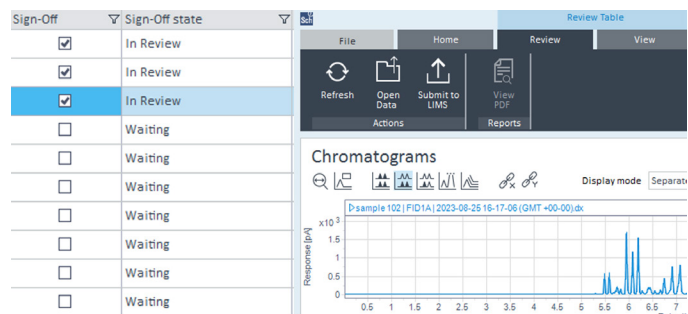 Sign-Off Sign-Off state
In Review
In Review
In Review
Waiting
Waiting
Waiting
Waiting
Waiting
Waiting
Waiting
Sch
Review Table
File Home Review View
Refresh Open Data Submit to LIMS View PDF
Actions Reports
Chromatograms
X Y Display mode Separate
sample 102 | FID1A | 2023-08-25 16-17-06 (GMT +00-00).dx
x10 3
Response [pA]
1.5
1
0.5
0
0.5 1 1.5 2 2.5 3 3.5 4 4.5 5 5.5 6 6.5 7